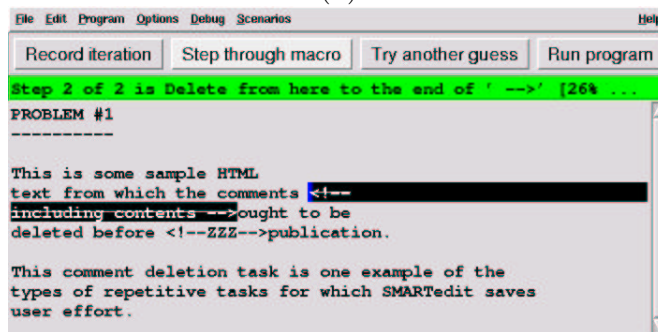 File Edit Program Options Debug Scenarios Help
Record iteration Step through macro Try another guess Run program
Step 2 of 2 is Delete from here to the end of ' -->' [26% ...
PROBLEM #1
----------
This is some sample HTML
text from which the comments <!--
including contents -->ought to be
deleted before <!--ZZZ-->publication.
This comment deletion task is one example of the
types of repetitive tasks for which SMARTedit saves
user effort.